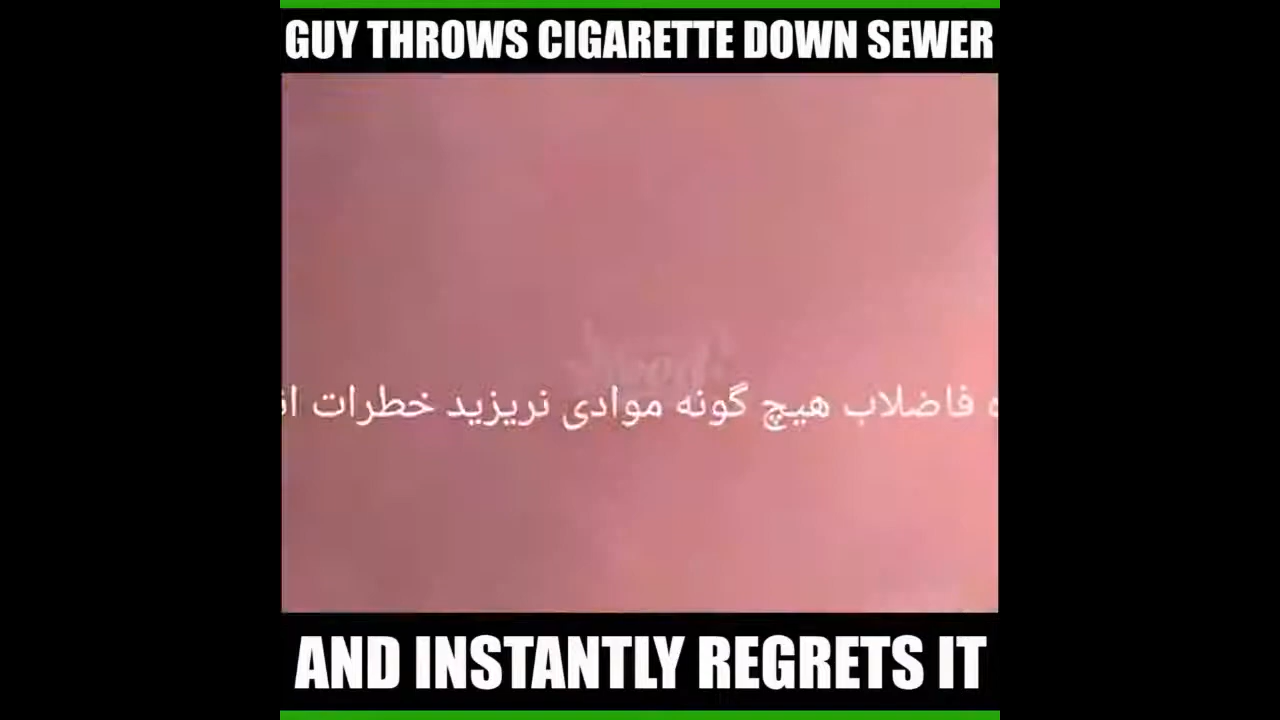 GUY THROWS CIGARETTE DOWN SEWER
فاضلاب هیچ گونه موادی نریزید خطرات
AND INSTANTLY REGRETS IT